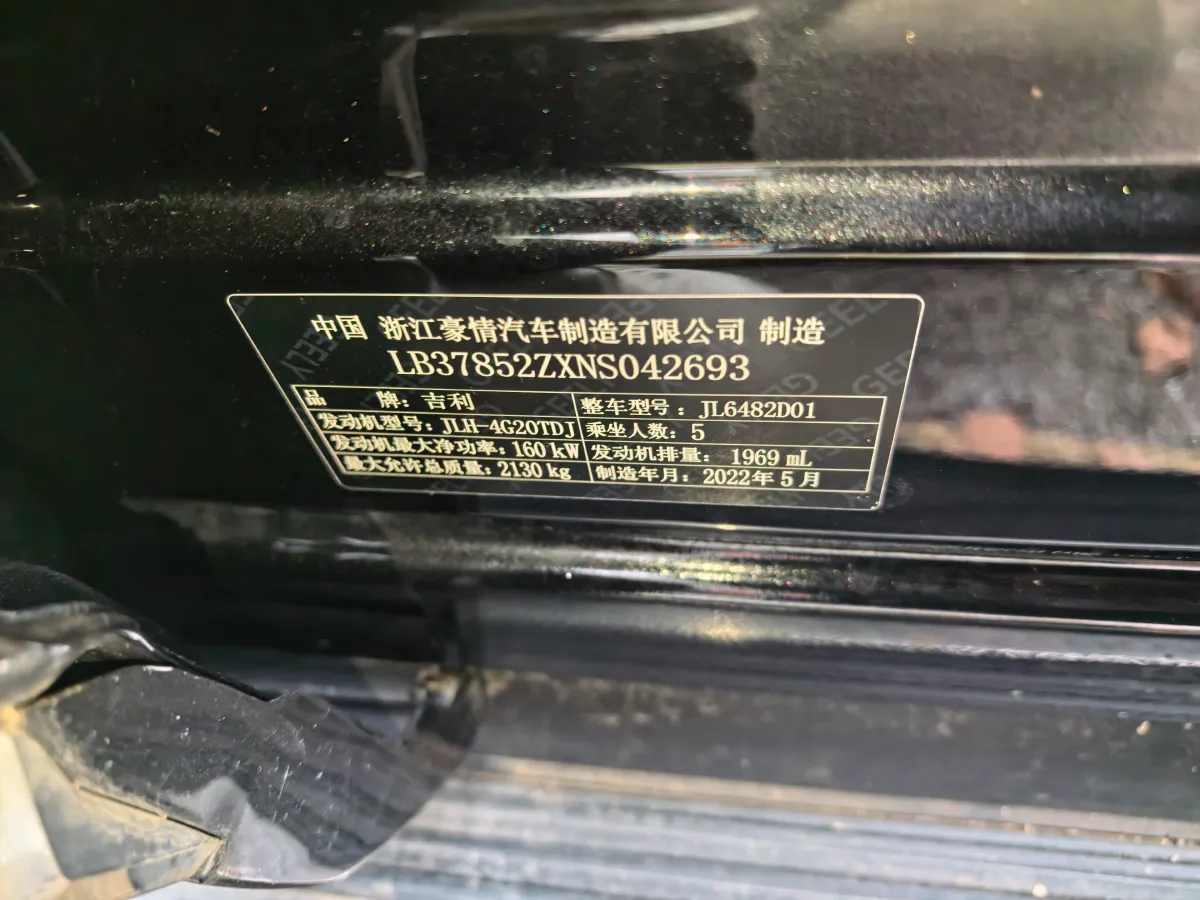 中国 浙江豪情汽车制造有限公司 制造
LB37852ZXNS042693
品 牌：吉利 整车型号：JL6482D01
发动机型号：JLH-4G20TDJ 乘坐人数：5
发动机最大净功率：160 kW 发动机排量：1969 mL
最大允许总质量：2130 kg 制造年月：2022年5月
GEELY